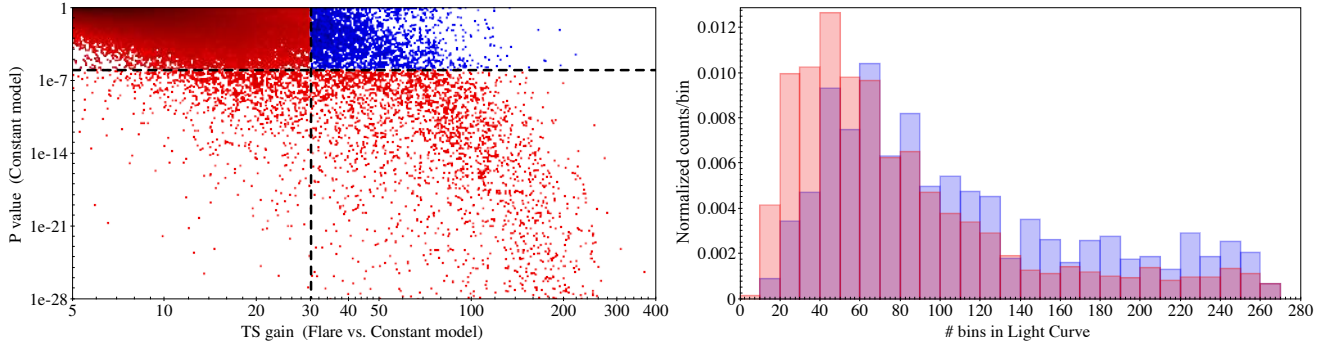 1
1e-7
1e-14
1e-21
1e-28
P value (Constant model)
5 10 20 30 40 50 100 200 300 400
TS gain (Flare vs. Constant model)
0.012
0.010
0.008
0.006
0.004
0.002
0
Normalized counts/bin
0 20 40 60 80 100 120 140 160 180 200 220 240 260 280
# bins in Light Curve